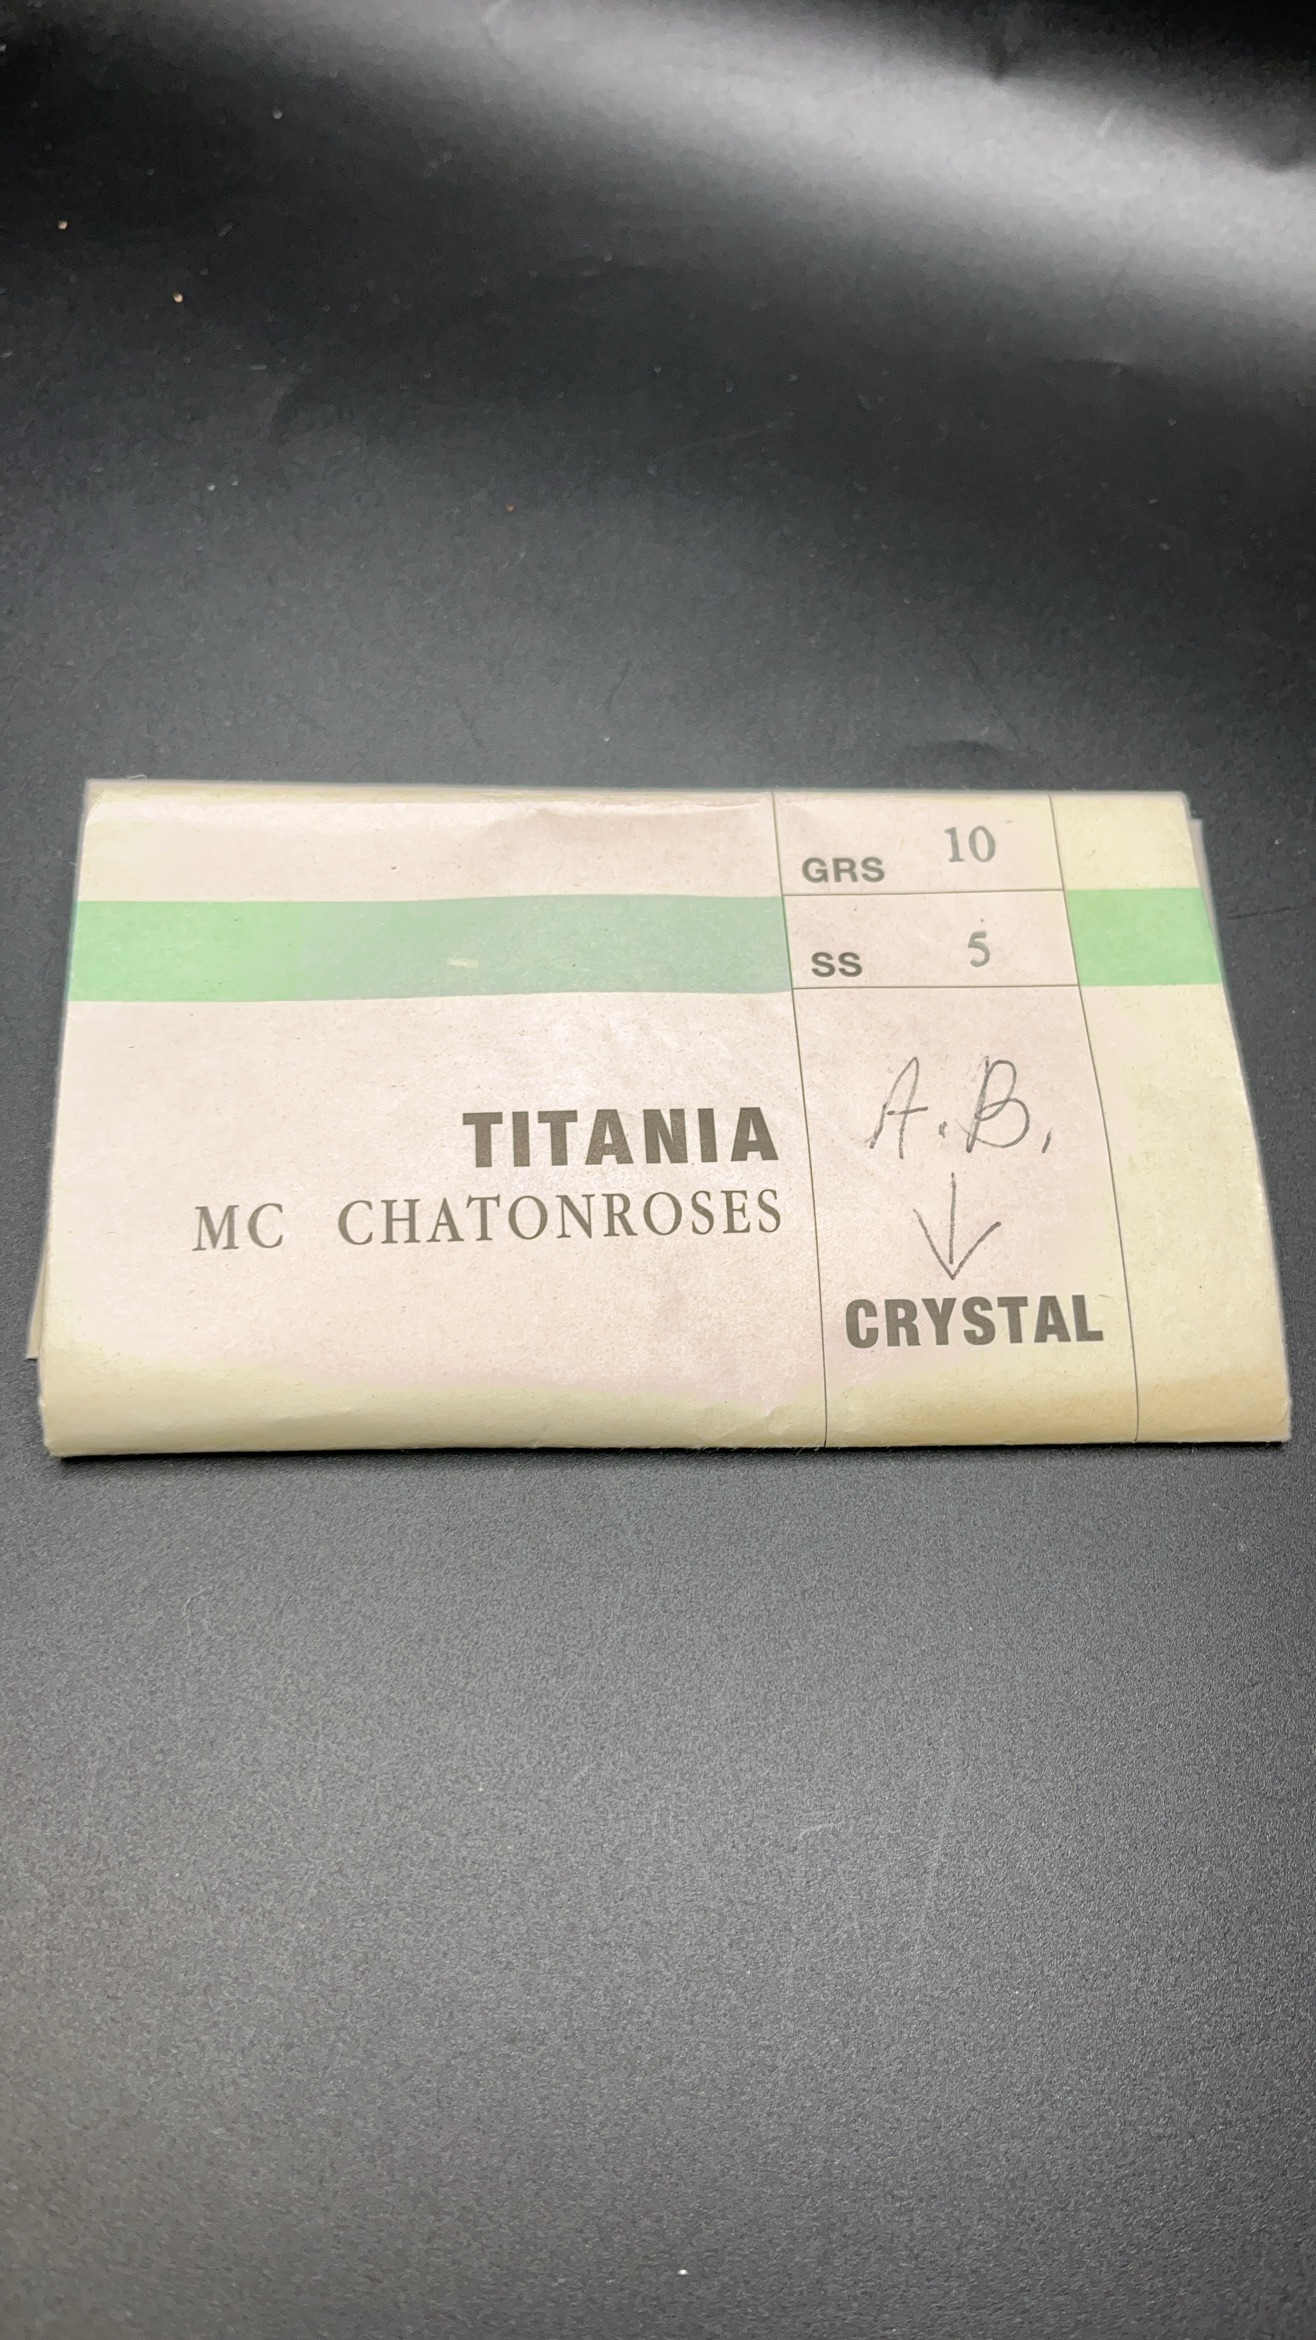 GRS 10
SS 5
A.B.
TITANIA
MC CHATONROSES
CRYSTAL